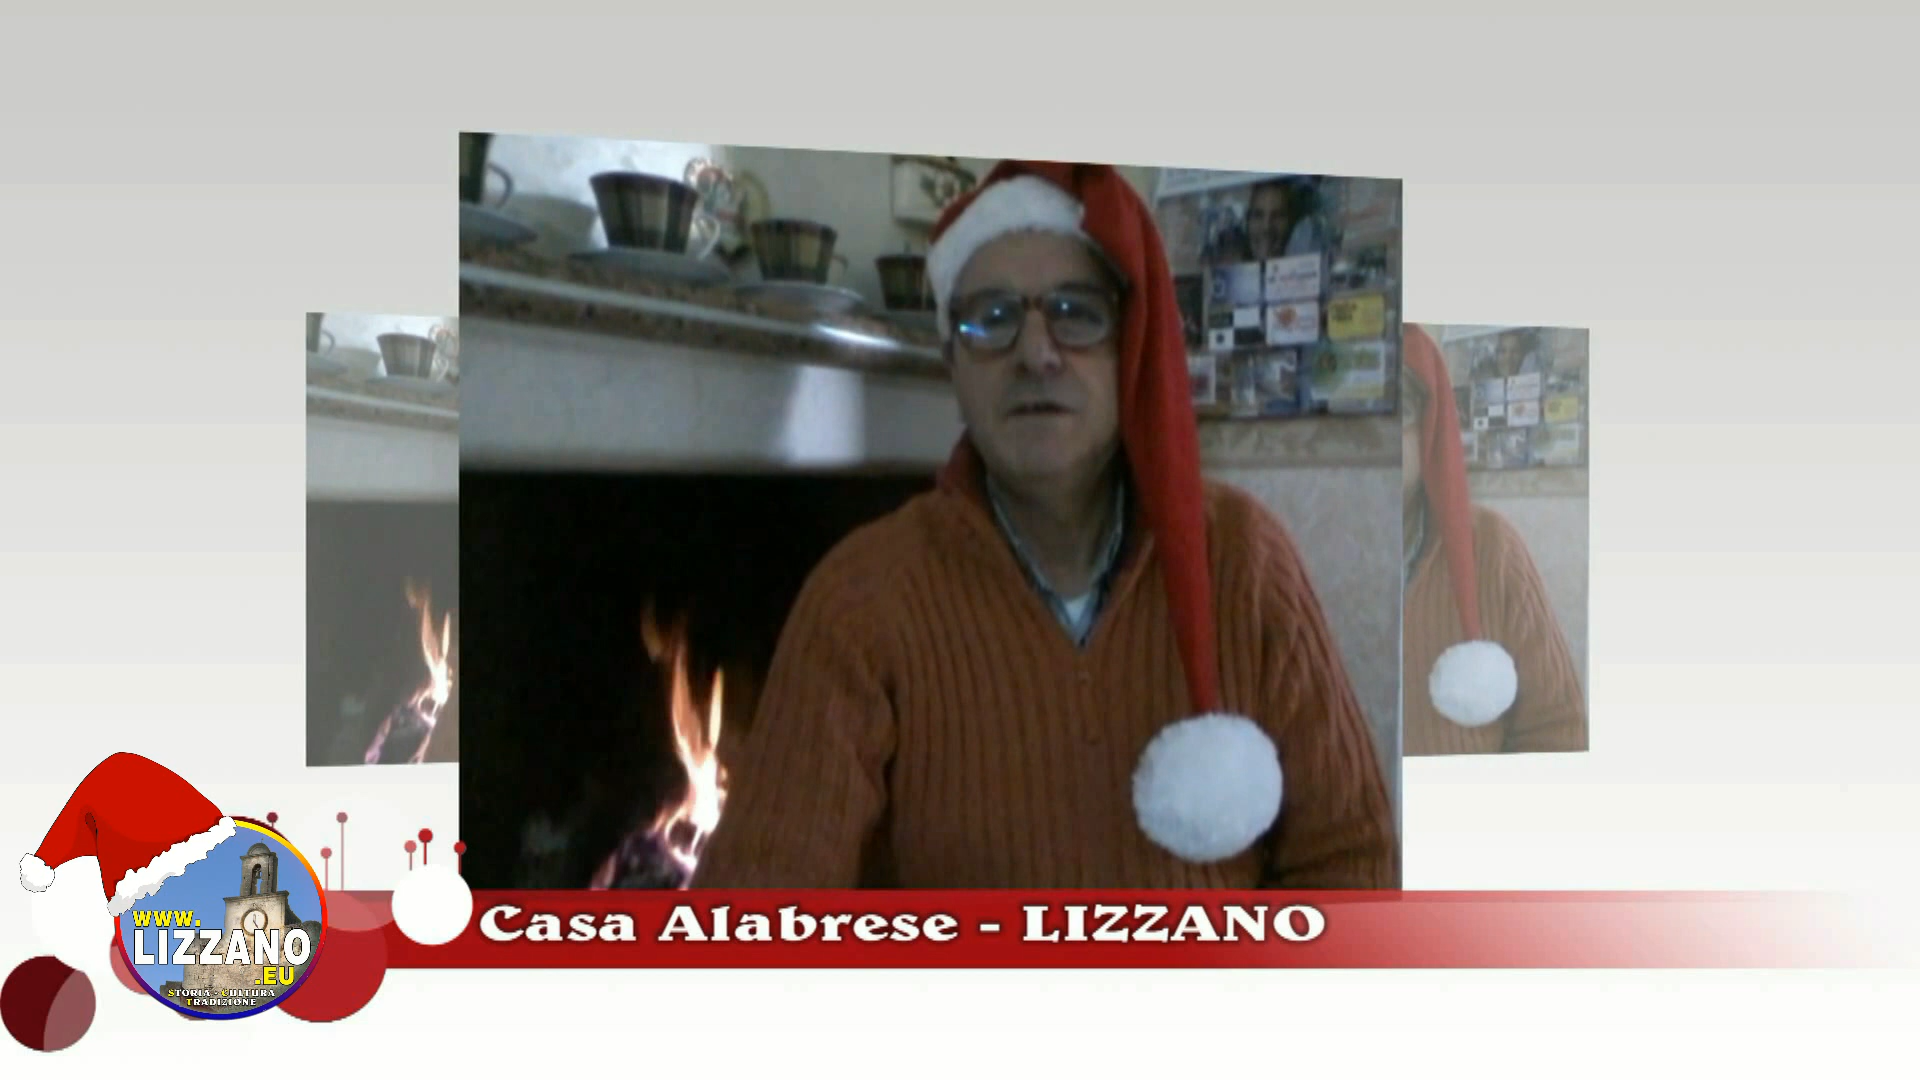 Casa Alabrese - LIZZANO
www.
LIZZANO
.EU
STORIA - CULTURA
TRADIZIONE